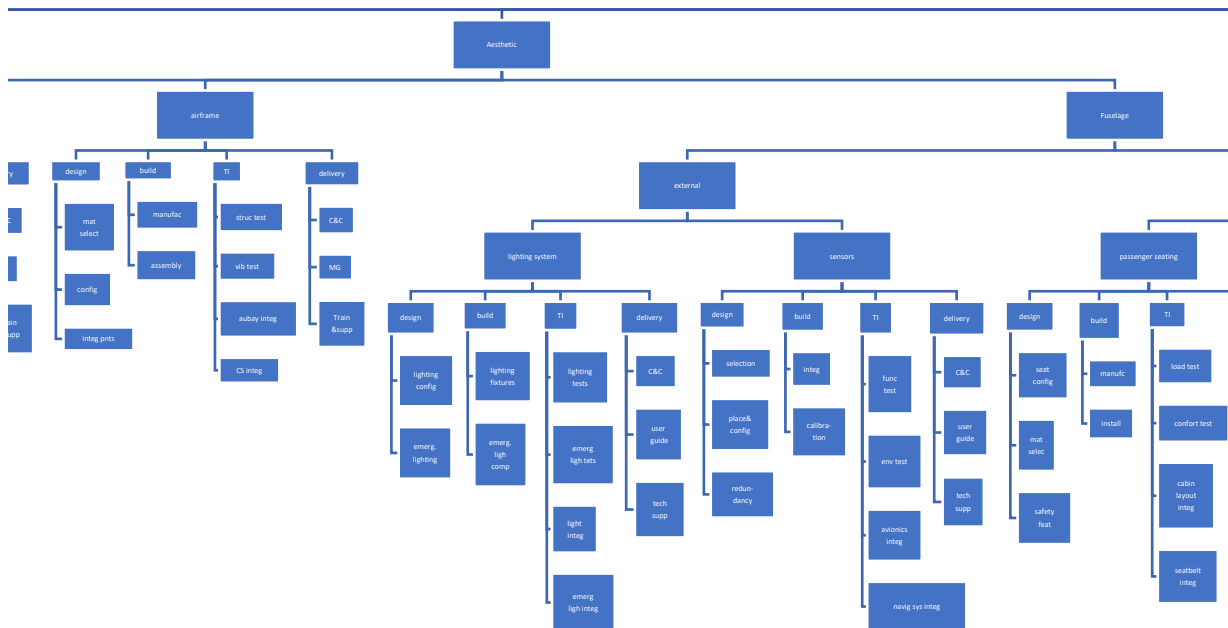 Aesthetic
airframe
Fuselage
design
build
TI
delivery
mat
select
config
integ pnts
manufac
assembly
struc test
vib test
aubay integ
CS integ
C&C
MG
Train
&supp
external
lighting system
sensors
passenger seating
design
lighting
config
emerg.
lighting
build
lighting
fixtures
emerg.
ligh
comp
TI
lighting
tests
emerg
ligh tets
light
integ
emerg
ligh integ
delivery
C&C
user
guide
tech
supp
design
selection
place&
config
redun-
dancy
build
integ
calibra-
tion
TI
func
test
env test
avionics
integ
navig sys integ
delivery
C&C
user
guide
tech
supp
design
seat
config
mat
selec
safety
feat
build
manufc
install
TI
load test
confort test
cabin
layout
integ
seatbelt
integ